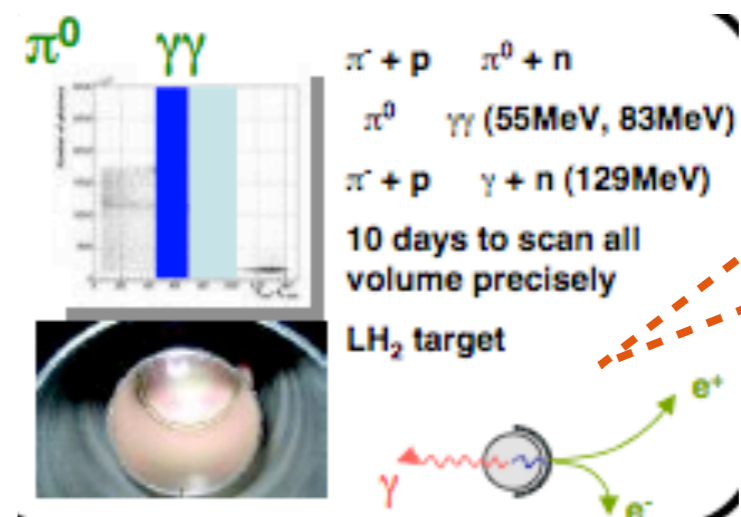 π⁰ γγ
π⁻ + p π⁰ + n
π⁰ γγ (55MeV, 83MeV)
π⁻ + p γ + n (129MeV)
10 days to scan all
volume precisely
LH₂ target
e⁺
γ
e⁻